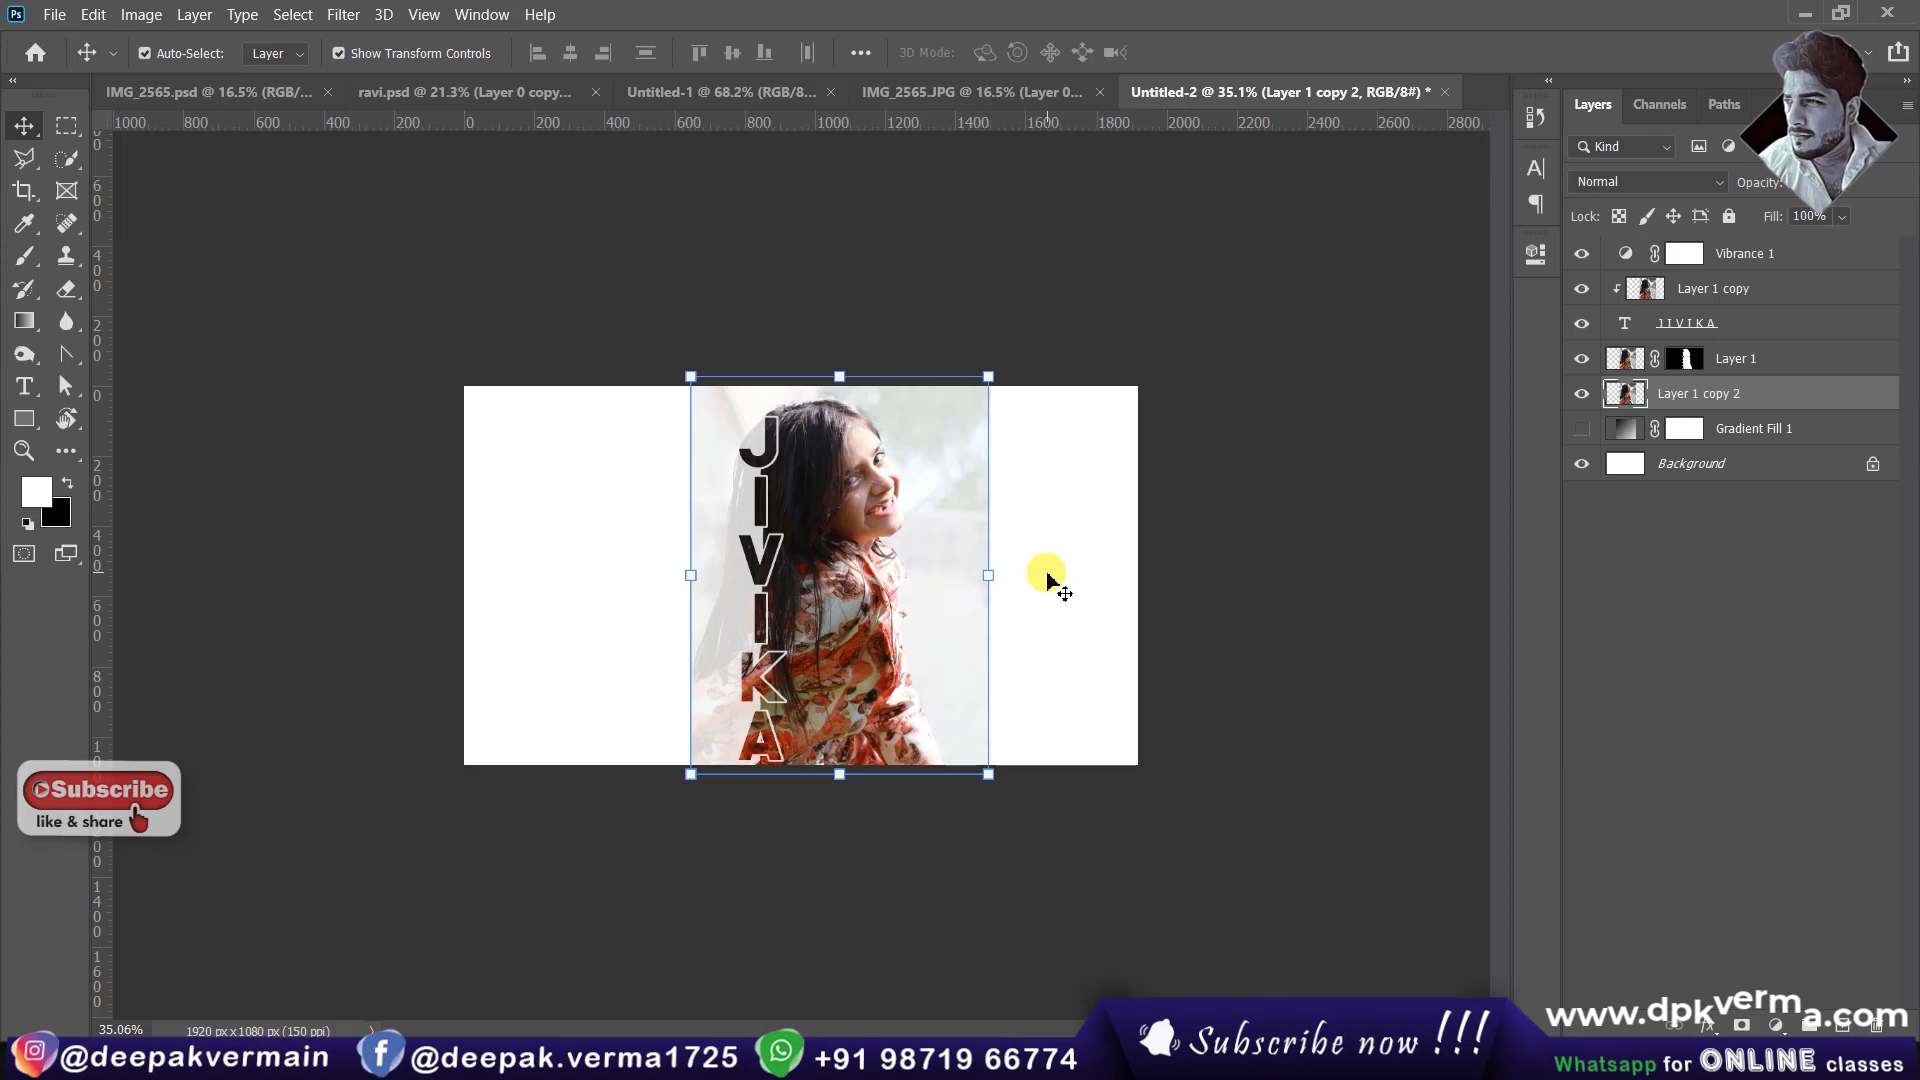 Ps File Edit Image Layer Type Select Filter 3D View Window Help
Auto-Select: Layer Show Transform Controls 3D Mode:
IMG_2565.psd @ 16.5% (RGB/... × ravi.psd @ 21.3% (Layer 0 copy... × Untitled-1 @ 68.2% (RGB/8... × IMG_2565.JPG @ 16.5% (Layer 0... × Untitled-2 @ 35.1% (Layer 1 copy 2, RGB/8#) * ×
1000 800 600 400 200 0 200 400 600 800 1000 1200 1400 1600 1800 2000 2200 2400 2600 2800
Layers Channels Paths
Kind
Normal Opacity:
Lock: Fill: 100%
Vibrance 1
Layer 1 copy
T JIVIKA
Layer 1
Layer 1 copy 2
Gradient Fill 1
Background
J
I
V
I
K
A
Subscribe
like & share
35.06% 1920 px x 1080 px (150 ppi)
@deepakvermain @deepak.verma1725 +91 98719 66774
Subscribe now !!!
www.dpkverma.com
Whatsapp for ONLINE classes